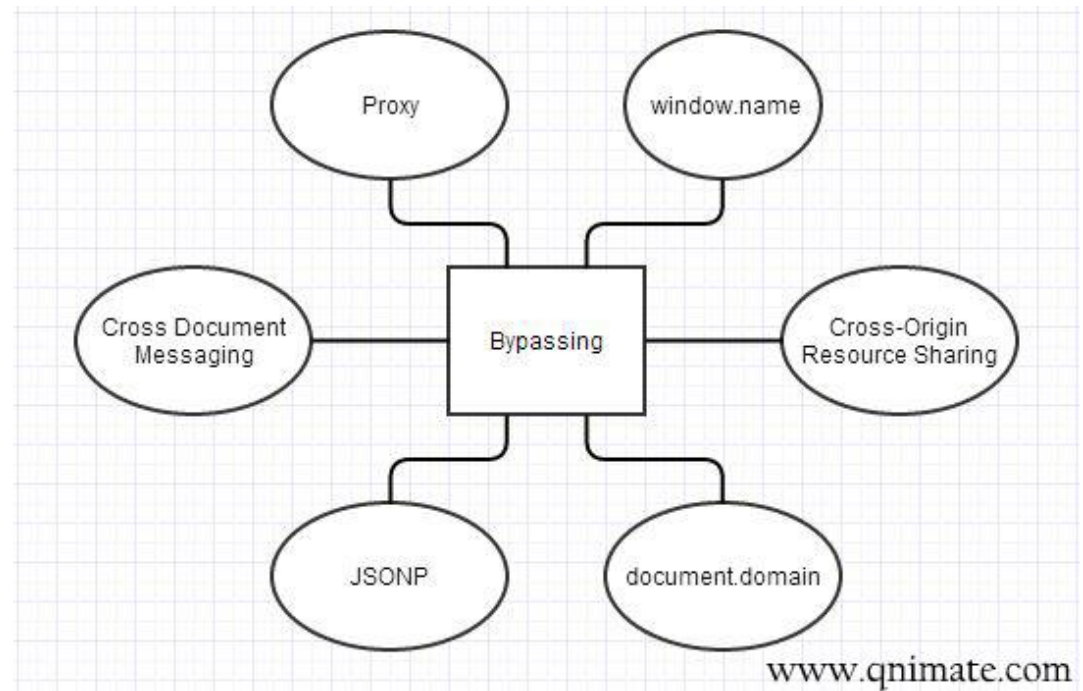 Proxy
window.name
Cross Document
Messaging
Bypassing
Cross-Origin
Resource Sharing
JSONP
document.domain
www.qnimate.com